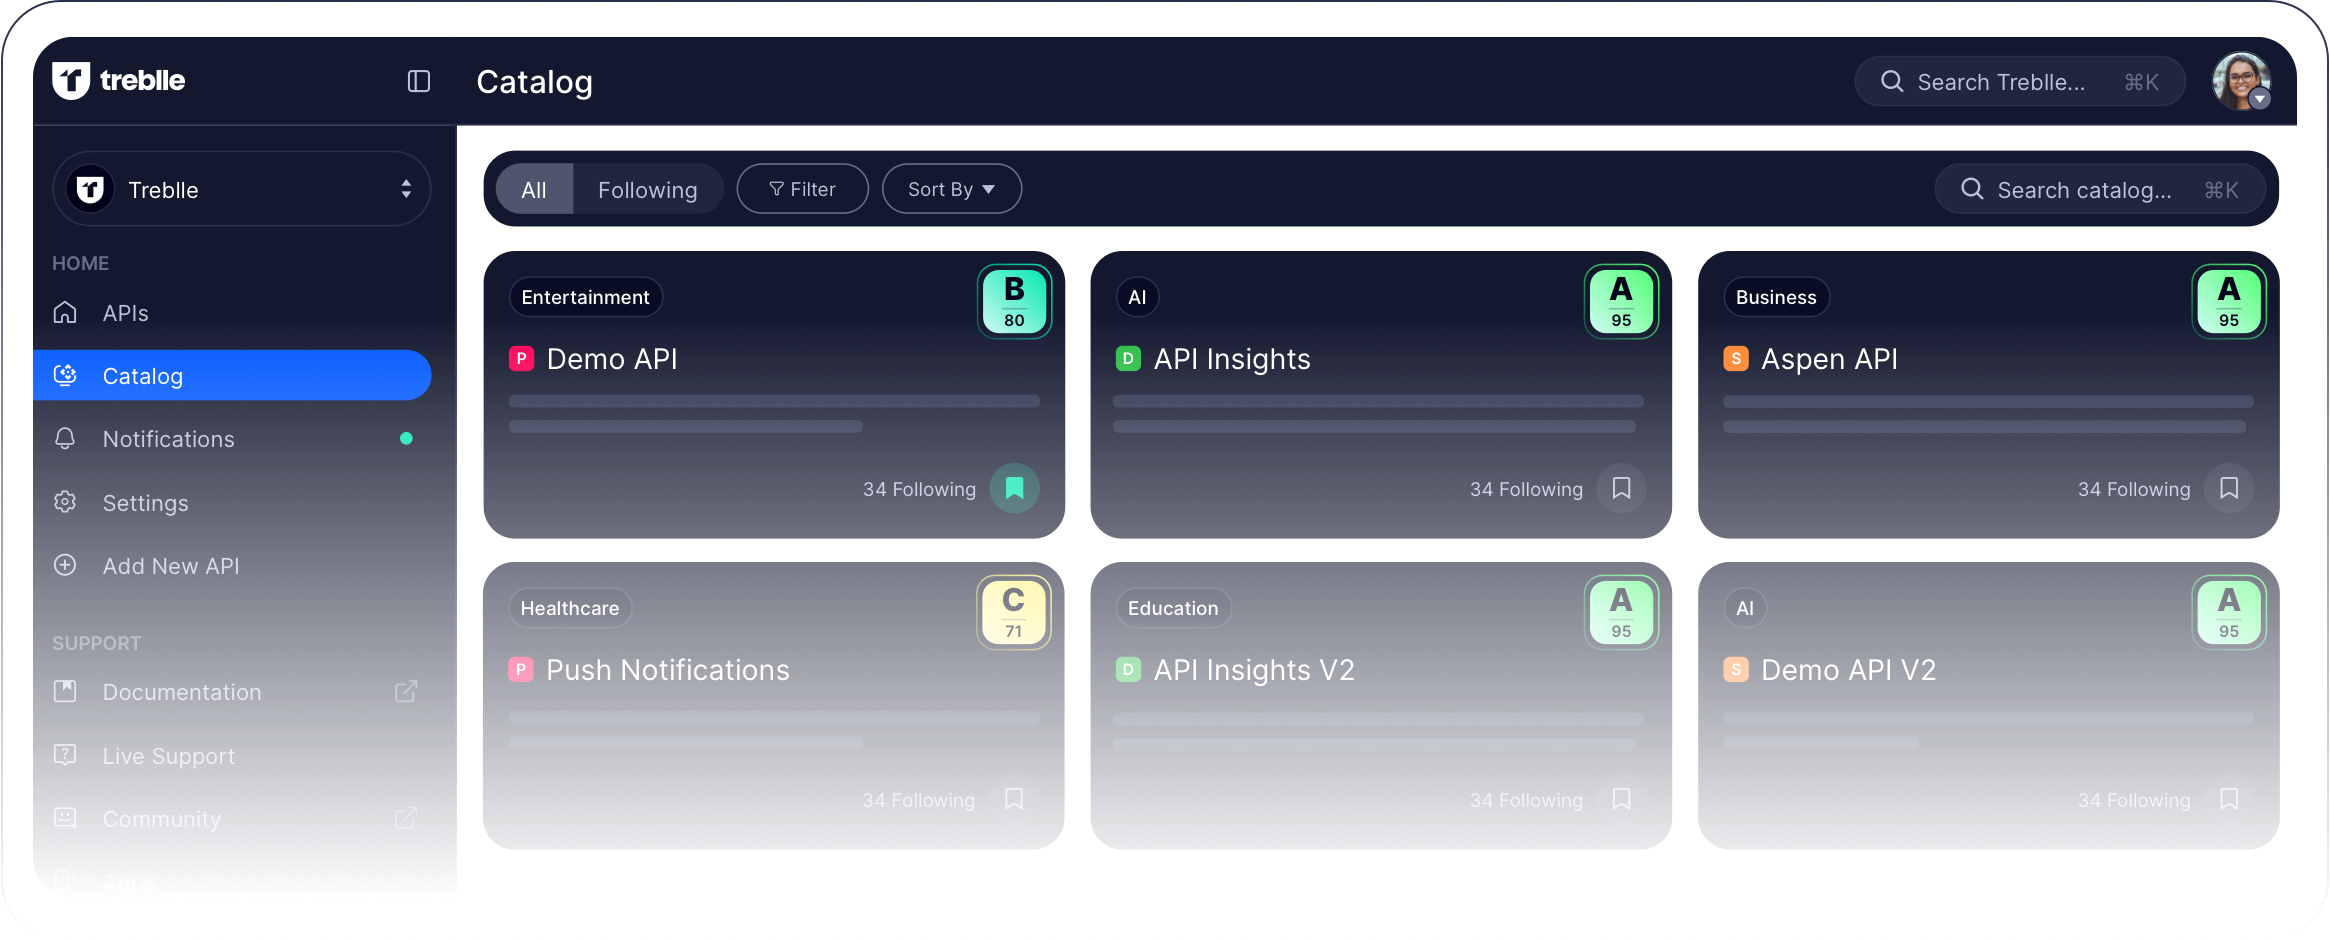 treblle
Catalog
Search Treblle... ⌘K
Treblle
HOME
APIs
Catalog
Notifications
Settings
Add New API
SUPPORT
Documentation
Live Support
Community
Apps
All
Following
Filter
Sort By
Search catalog... ⌘K
Entertainment
B
80
P Demo API
34 Following
AI
A
95
D API Insights
34 Following
Business
A
95
S Aspen API
34 Following
Healthcare
C
71
P Push Notifications
34 Following
Education
A
95
D API Insights V2
34 Following
AI
A
95
S Demo API V2
34 Following